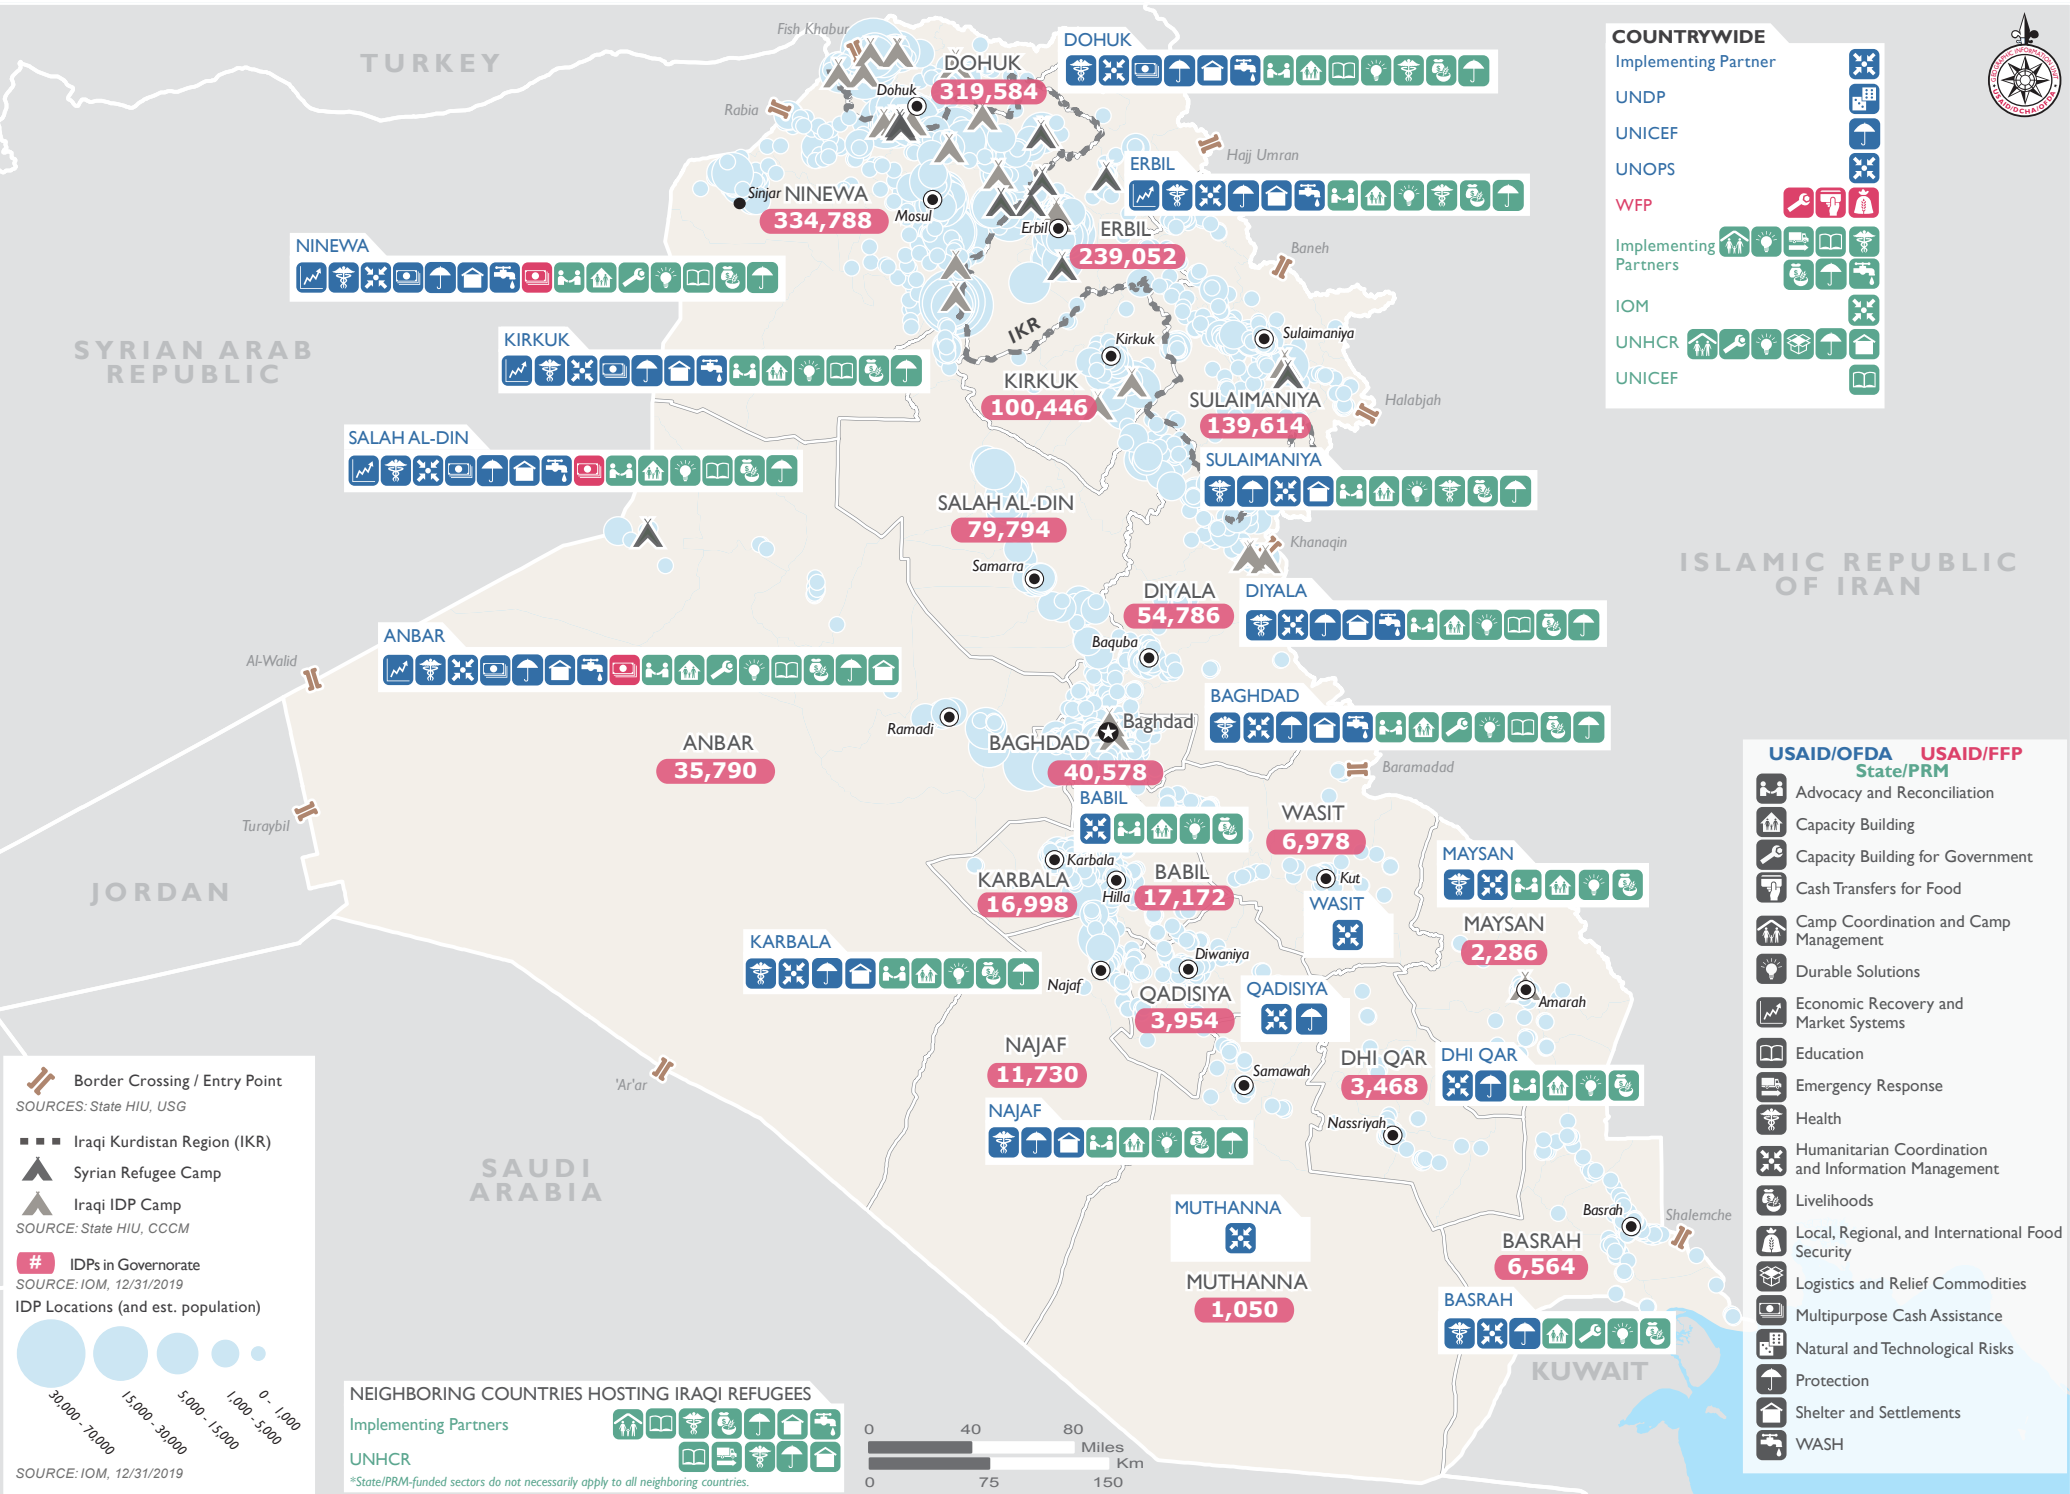 Fish Khabur
TURKEY
DOHUK
319,584
Dohuk
DOHUK
Rabia
Hajj Umran
ERBIL
Sinjar
NINEWA
334,788
Mosul
Erbil
ERBIL
239,052
Baneh
NINEWA
IKR
Kirkuk
Sulaimaniya
SYRIAN ARAB
REPUBLIC
KIRKUK
KIRKUK
100,446
SULAIMANIYA
139,614
Halabjah
SALAH AL-DIN
SULAIMANIYA
SALAH AL-DIN
79,794
Khanaqin
Samarra
ISLAMIC REPUBLIC
OF IRAN
DIYALA
54,786
DIYALA
Baquba
ANBAR
Al-Walid
Ramadi
BAGHDAD
Baghdad
BAGHDAD
40,578
ANBAR
35,790
Baramadad
Turaybil
BABIL
WASIT
6,978
Karbala
KARBALA
16,998
Hilla
BABIL
17,172
Kut
WASIT
MAYSAN
JORDAN
MAYSAN
2,286
KARBALA
Najaf
Diwaniya
QADISIYA
3,954
QADISIYA
Amarah
NAJAF
11,730
Samawah
DHI QAR
3,468
DHI QAR
'Ar'ar
NAJAF
Nassriyah
SAUDI
ARABIA
MUTHANNA
MUTHANNA
1,050
Basrah
Shalemche
BASRAH
6,564
BASRAH
KUWAIT
COUNTRYWIDE
Implementing Partner
UNDP
UNICEF
UNOPS
WFP
Implementing
Partners
IOM
UNHCR
UNICEF
GEOGRAPHIC INFORMATION UNIT
USAID/DCHA/OFDA
USAID/OFDA USAID/FFP
State/PRM
Advocacy and Reconciliation
Capacity Building
Capacity Building for Government
Cash Transfers for Food
Camp Coordination and Camp
Management
Durable Solutions
Economic Recovery and
Market Systems
Education
Emergency Response
Health
Humanitarian Coordination
and Information Management
Livelihoods
Local, Regional, and International Food
Security
Logistics and Relief Commodities
Multipurpose Cash Assistance
Natural and Technological Risks
Protection
Shelter and Settlements
WASH
Border Crossing / Entry Point
SOURCES: State HIU, USG
Iraqi Kurdistan Region (IKR)
Syrian Refugee Camp
Iraqi IDP Camp
SOURCE: State HIU, CCCM
# IDPs in Governorate
SOURCE: IOM, 12/31/2019
IDP Locations (and est. population)
30,000 - 70,000
15,000 - 30,000
5,000 - 15,000
1,000 - 5,000
0 - 1,000
SOURCE: IOM, 12/31/2019
NEIGHBORING COUNTRIES HOSTING IRAQI REFUGEES
Implementing Partners
UNHCR
*State/PRM-funded sectors do not necessarily apply to all neighboring countries.
0 40 80
Miles
Km
0 75 150